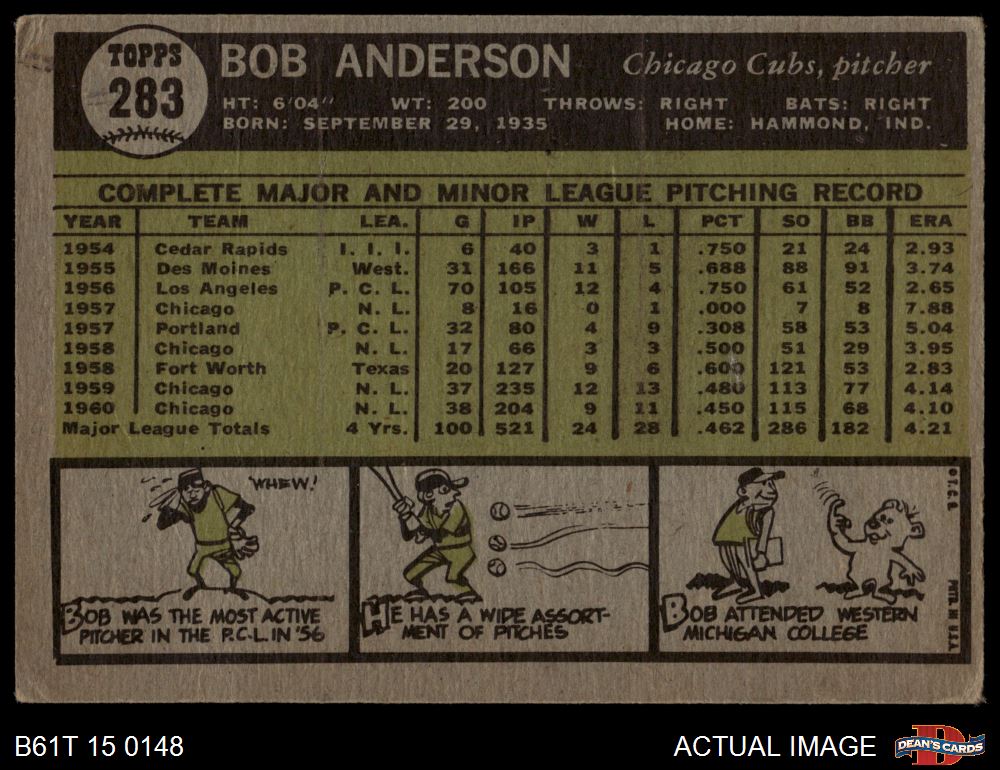 TOPPS
283
BOB ANDERSON Chicago Cubs, pitcher
HT: 6'04" WT: 200 THROWS: RIGHT BATS: RIGHT
BORN: SEPTEMBER 29, 1935 HOME: HAMMOND, IND.
COMPLETE MAJOR AND MINOR LEAGUE PITCHING RECORD
YEAR TEAM LEA. G IP W L PCT SO BB ERA
1954 Cedar Rapids I. I. I. 6 40 3 1 .750 21 24 2.93
1955 Des Moines West. 31 166 11 5 .688 88 91 3.74
1956 Los Angeles P. C. L. 70 105 12 4 .750 61 52 2.65
1957 Chicago N. L. 8 16 0 1 .000 7 8 7.88
1957 Portland P. C. L. 32 80 4 9 .308 58 53 5.04
1958 Chicago N. L. 17 66 3 3 .500 51 29 3.95
1958 Fort Worth Texas 20 127 9 6 .600 121 53 2.83
1959 Chicago N. L. 37 235 12 13 .480 113 77 4.14
1960 Chicago N. L. 38 204 9 11 .450 115 68 4.10
Major League Totals 4 Yrs. 100 521 24 28 .462 286 182 4.21
"WHEW!"
BOB WAS THE MOST ACTIVE
PITCHER IN THE P.C.L. IN '56
HE HAS A WIDE ASSORT-
MENT OF PITCHES
BOB ATTENDED WESTERN
MICHIGAN COLLEGE
© T.C.G. PRTD. IN U.S.A.
B61T 15 0148
ACTUAL IMAGE
D
DEAN'S CARDS